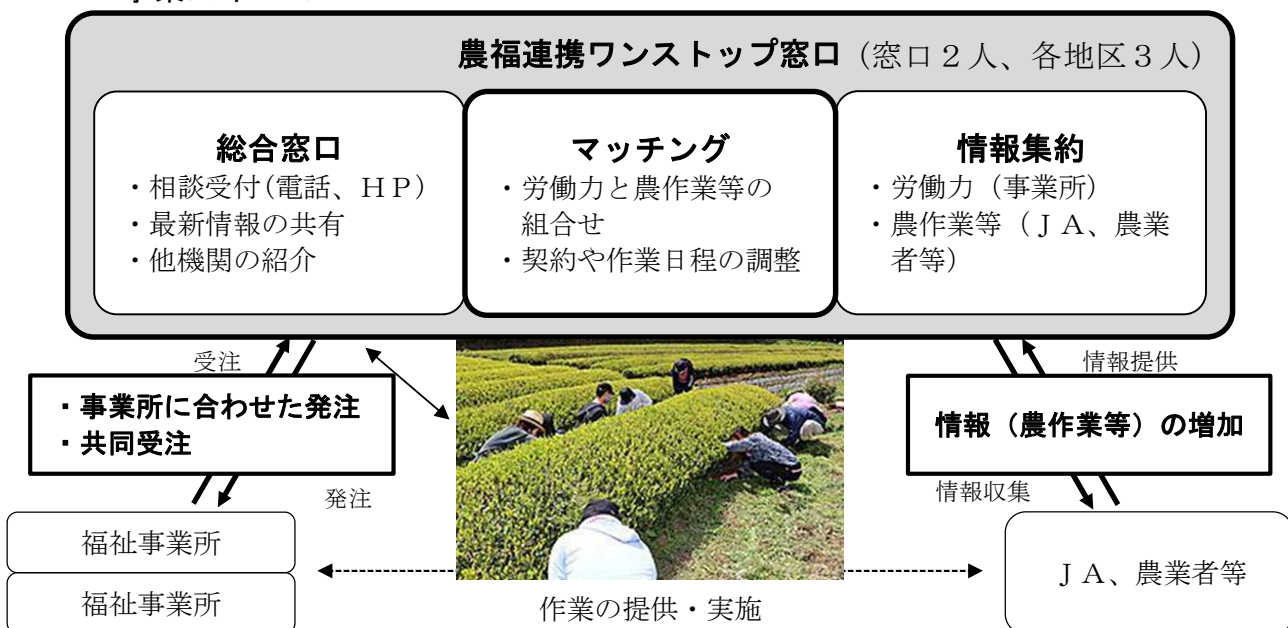 農福連携ワンストップ窓口（窓口２人、各地区３人）
総合窓口
・相談受付(電話、ＨＰ)
・最新情報の共有
・他機関の紹介
マッチング
・労働力と農作業等の
組合せ
・契約や作業日程の調整
情報集約
・労働力（事業所）
・農作業等（ＪＡ、農業
者等）
受注
・事業所に合わせた発注
・共同受注
発注
情報提供
情報（農作業等）の増加
情報収集
福祉事業所
福祉事業所
作業の提供・実施
ＪＡ、農業者等